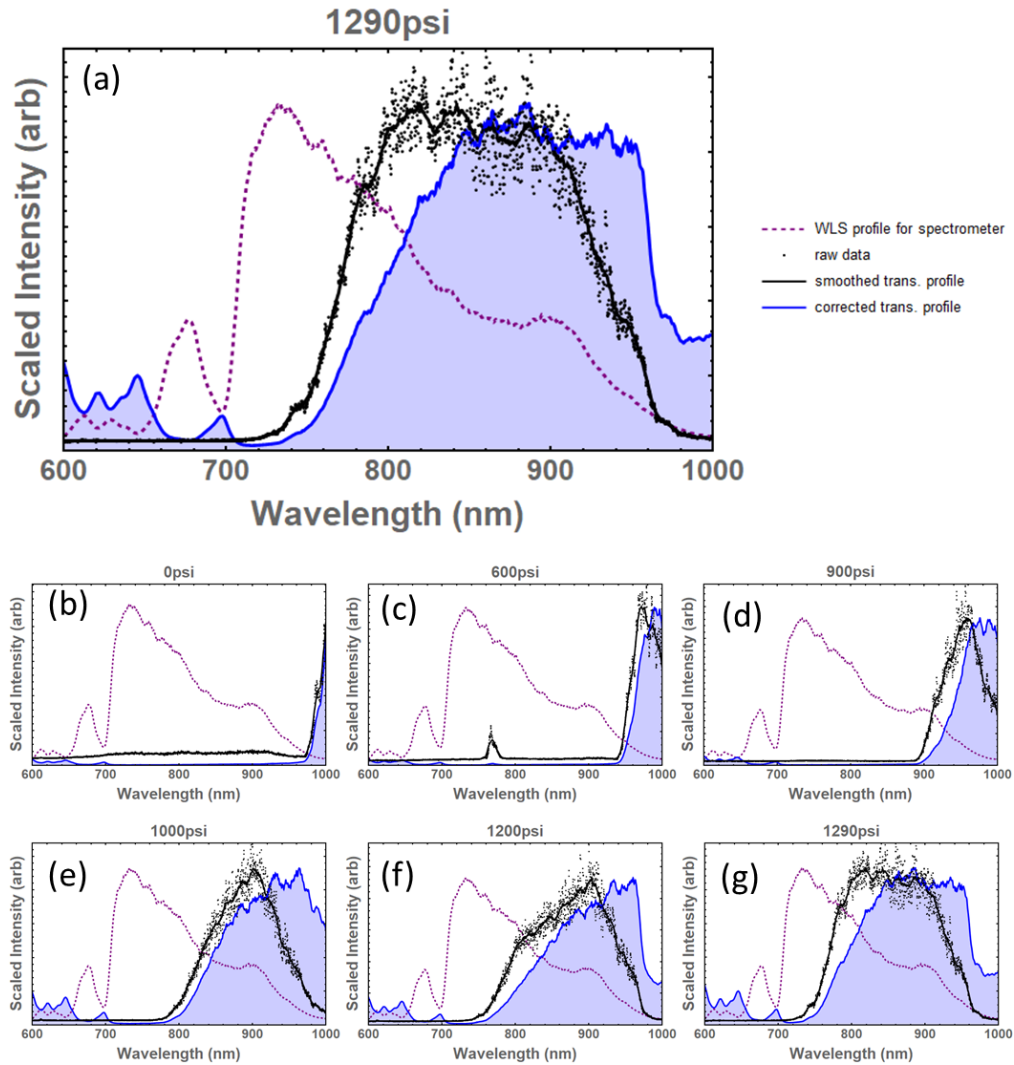 1290psi
(a)
Scaled Intensity (arb)
600 700 800 900 1000
Wavelength (nm)
WLS profile for spectrometer
raw data
smoothed trans. profile
corrected trans. profile
0psi
(b)
Scaled Intensity (arb)
600 700 800 900 1000
Wavelength (nm)
600psi
(c)
Scaled Intensity (arb)
600 700 800 900 1000
Wavelength (nm)
900psi
(d)
Scaled Intensity (arb)
600 700 800 900 1000
Wavelength (nm)
1000psi
(e)
Scaled Intensity (arb)
600 700 800 900 1000
Wavelength (nm)
1200psi
(f)
Scaled Intensity (arb)
600 700 800 900 1000
Wavelength (nm)
1290psi
(g)
Scaled Intensity (arb)
600 700 800 900 1000
Wavelength (nm)